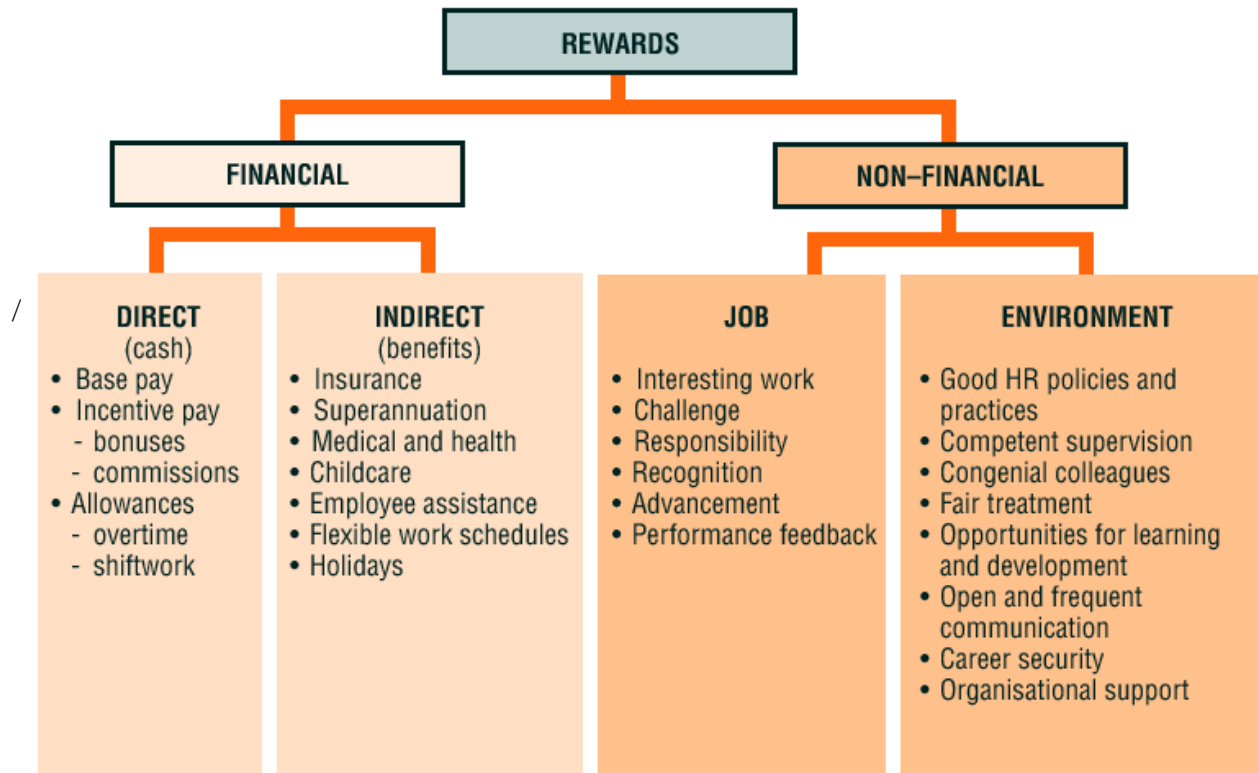 REWARDS
FINANCIAL
NON–FINANCIAL
/
DIRECT
(cash)
• Base pay
• Incentive pay
- bonuses
- commissions
• Allowances
- overtime
- shiftwork
INDIRECT
(benefits)
• Insurance
• Superannuation
• Medical and health
• Childcare
• Employee assistance
• Flexible work schedules
• Holidays
JOB
• Interesting work
• Challenge
• Responsibility
• Recognition
• Advancement
• Performance feedback
ENVIRONMENT
• Good HR policies and
practices
• Competent supervision
• Congenial colleagues
• Fair treatment
• Opportunities for learning
and development
• Open and frequent
communication
• Career security
• Organisational support